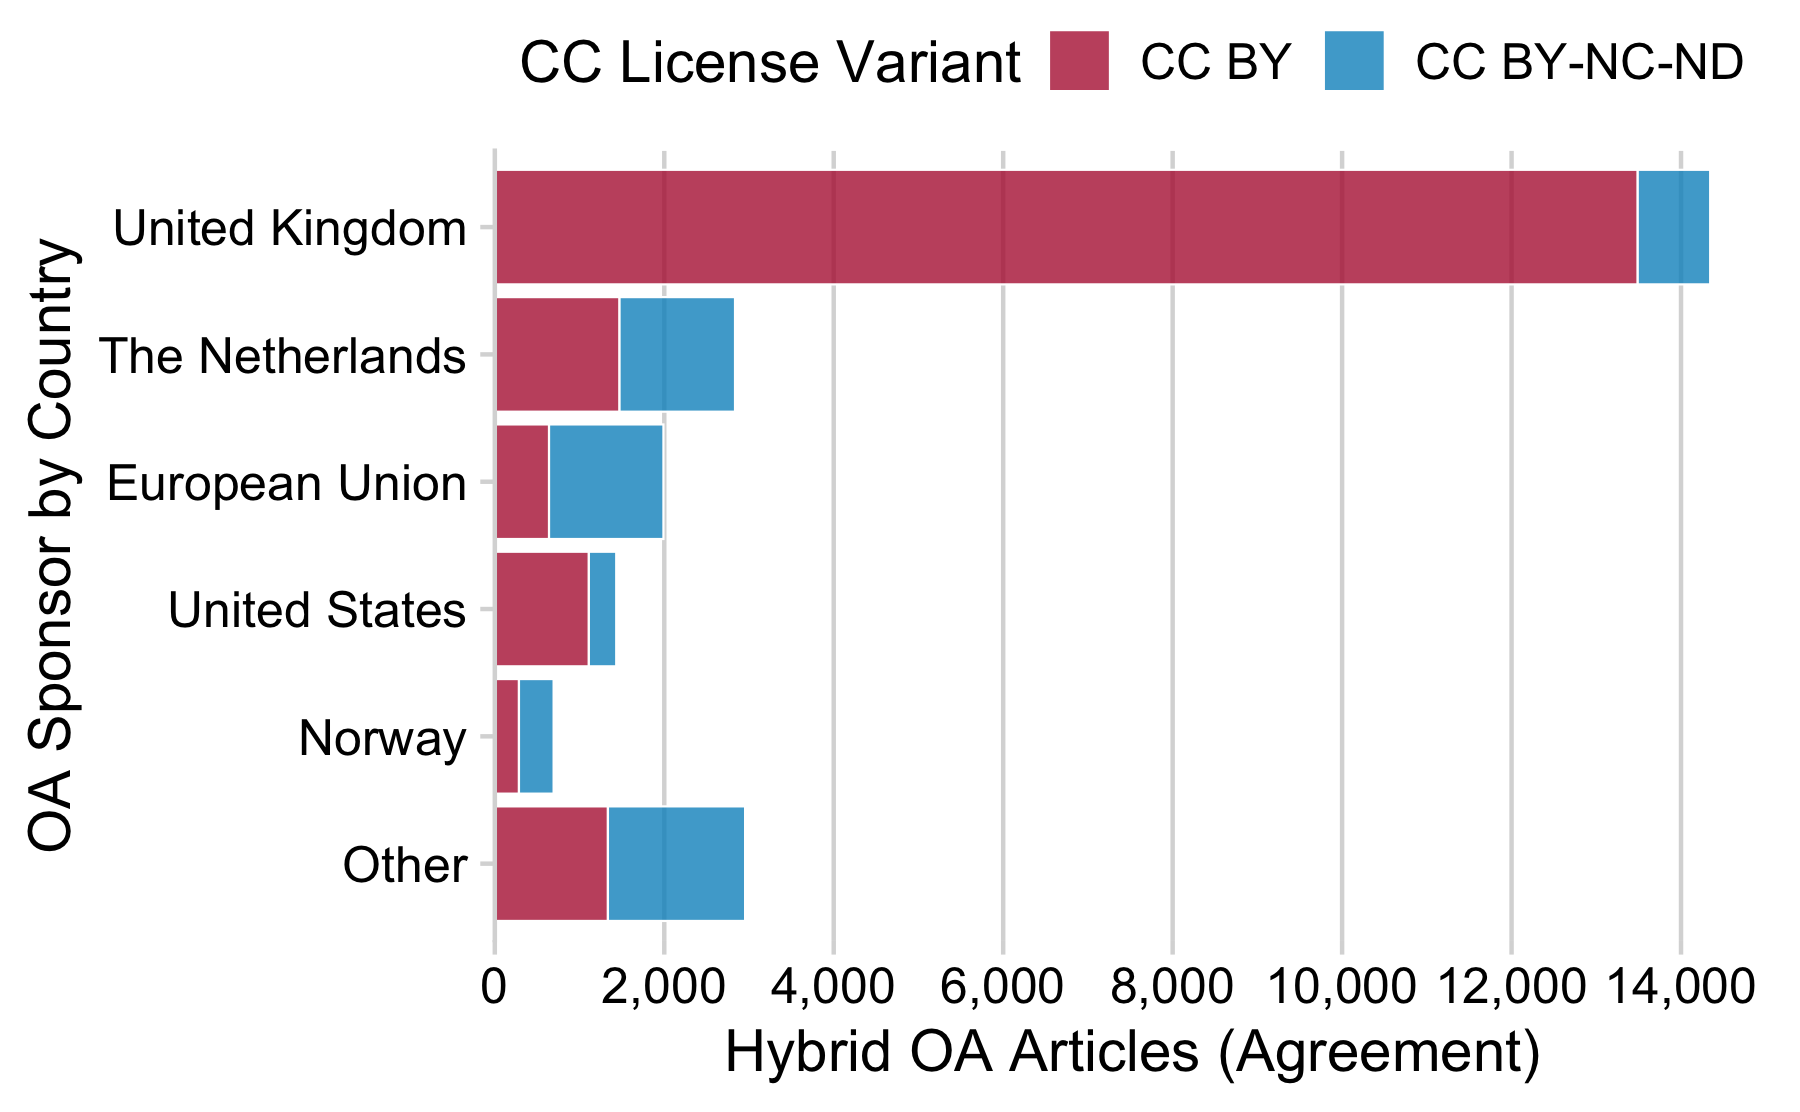 CC License Variant CC BY CC BY-NC-ND
OA Sponsor by Country
United Kingdom
The Netherlands
European Union
United States
Norway
Other
0 2,000 4,000 6,000 8,000 10,000 12,000 14,000
Hybrid OA Articles (Agreement)